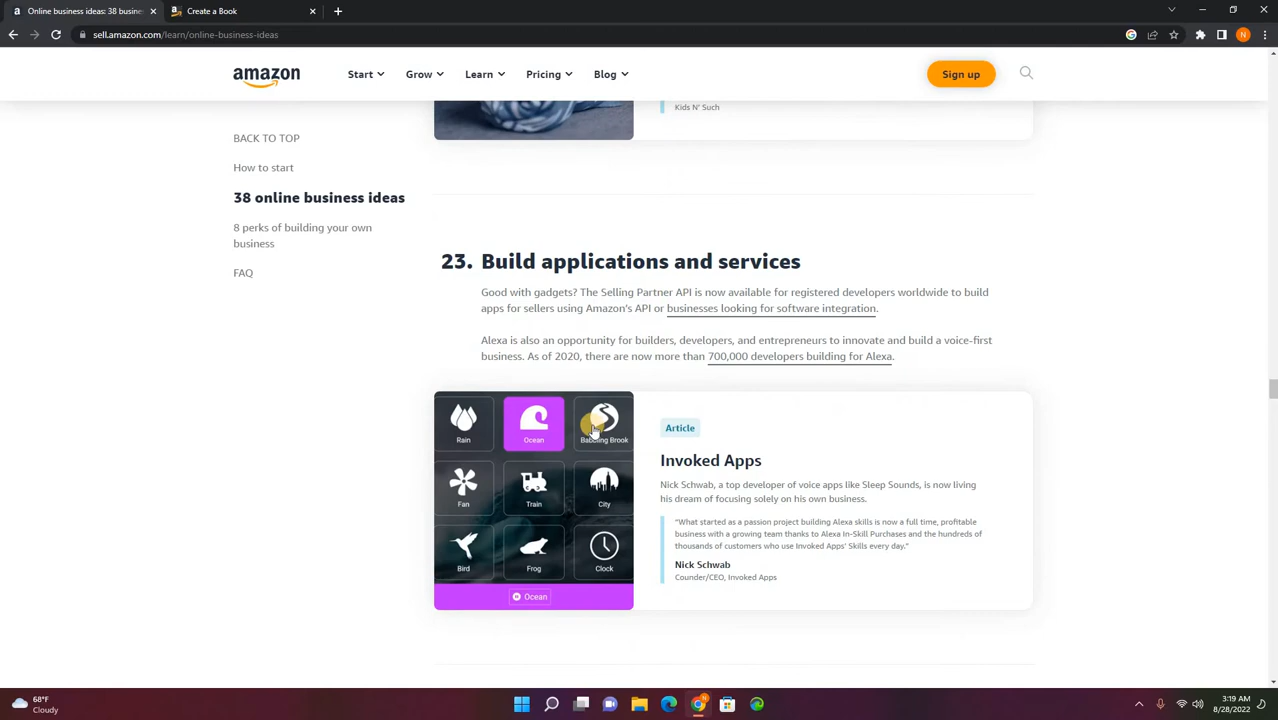 Online business ideas: 38 busine
Create a Book
sell.amazon.com/learn/online-business-ideas
N
amazon
Start
Grow
Learn
Pricing
Blog
Sign up
BACK TO TOP
How to start
38 online business ideas
8 perks of building your own
business
FAQ
Kids N' Such
23. Build applications and services
Good with gadgets? The Selling Partner API is now available for registered developers worldwide to build
apps for sellers using Amazon's API or businesses looking for software integration.
Alexa is also an opportunity for builders, developers, and entrepreneurs to innovate and build a voice-first
business. As of 2020, there are now more than 700,000 developers building for Alexa.
Rain
Ocean
Babbling Brook
Fan
Train
City
Bird
Frog
Clock
Ocean
Article
Invoked Apps
Nick Schwab, a top developer of voice apps like Sleep Sounds, is now living
his dream of focusing solely on his own business.
“What started as a passion project building Alexa skills is now a full time, profitable
business with a growing team thanks to Alexa In-Skill Purchases and the hundreds of
thousands of customers who use Invoked Apps' Skills every day.”
Nick Schwab
Counder/CEO, Invoked Apps
68°F
Cloudy
3:19 AM
8/28/2022